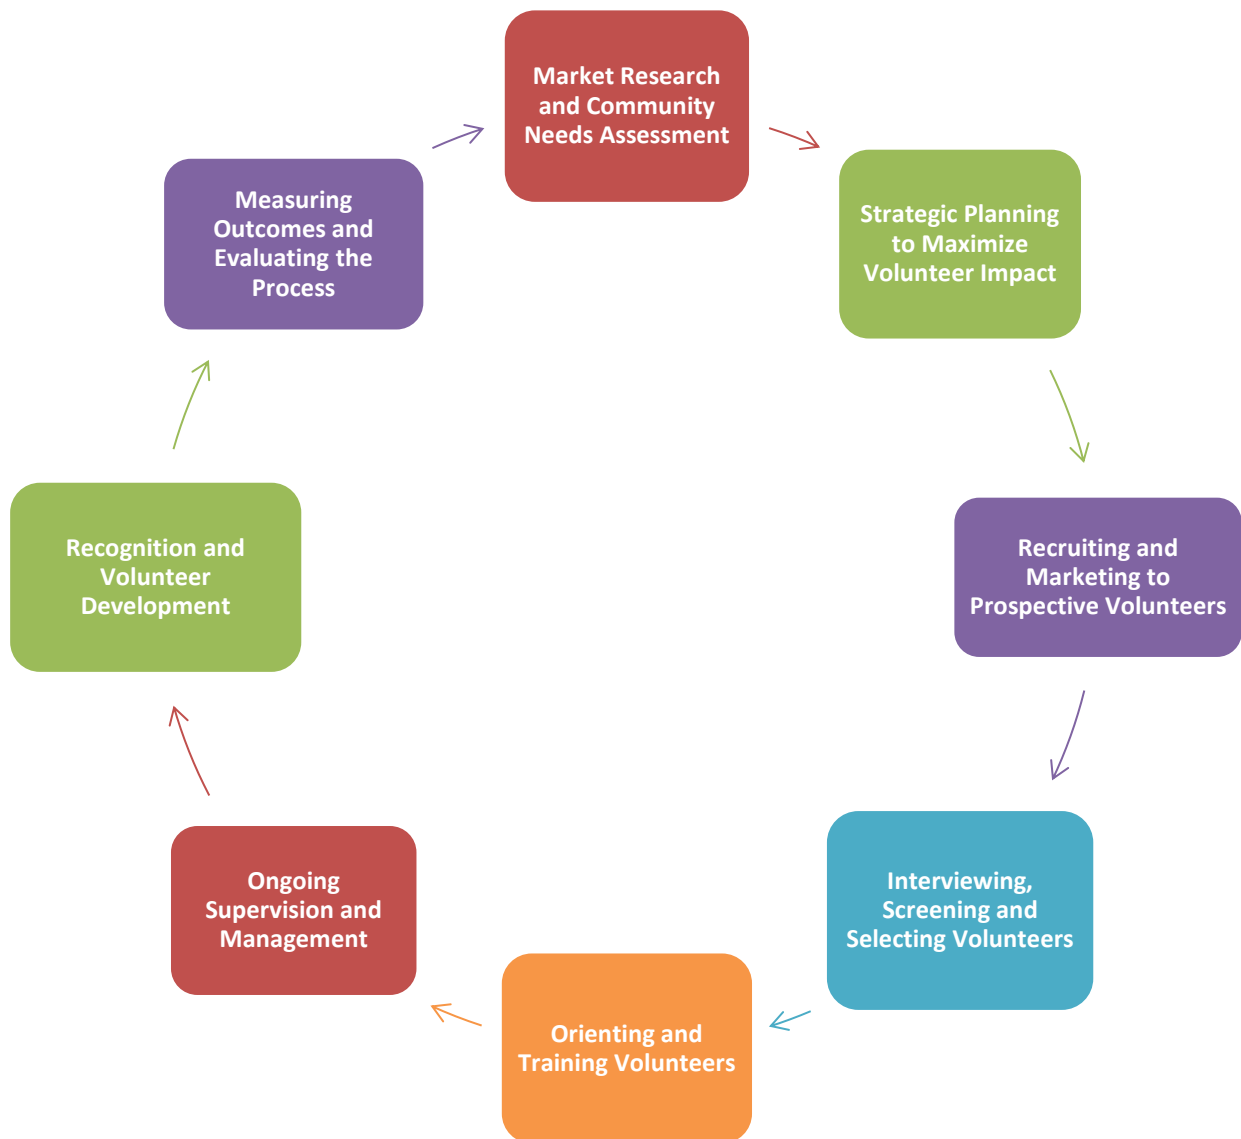 Market Research
and Community
Needs Assessment
Strategic Planning
to Maximize
Volunteer Impact
Recruiting and
Marketing to
Prospective Volunteers
Interviewing,
Screening and
Selecting Volunteers
Orienting and
Training Volunteers
Ongoing
Supervision and
Management
Recognition and
Volunteer
Development
Measuring
Outcomes and
Evaluating the
Process